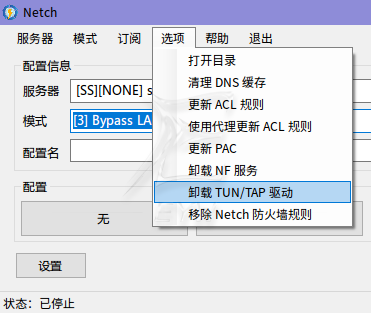 Netch
服务器 模式 订阅 选项 帮助 退出
配置信息
服务器 [SS][NONE] s
模式 [3] Bypass LA
配置名
打开目录
清理 DNS 缓存
更新 ACL 规则
使用代理更新 ACL 规则
更新 PAC
卸载 NF 服务
卸载 TUN/TAP 驱动
移除 Netch 防火墙规则
配置
无
设置
状态：已停止